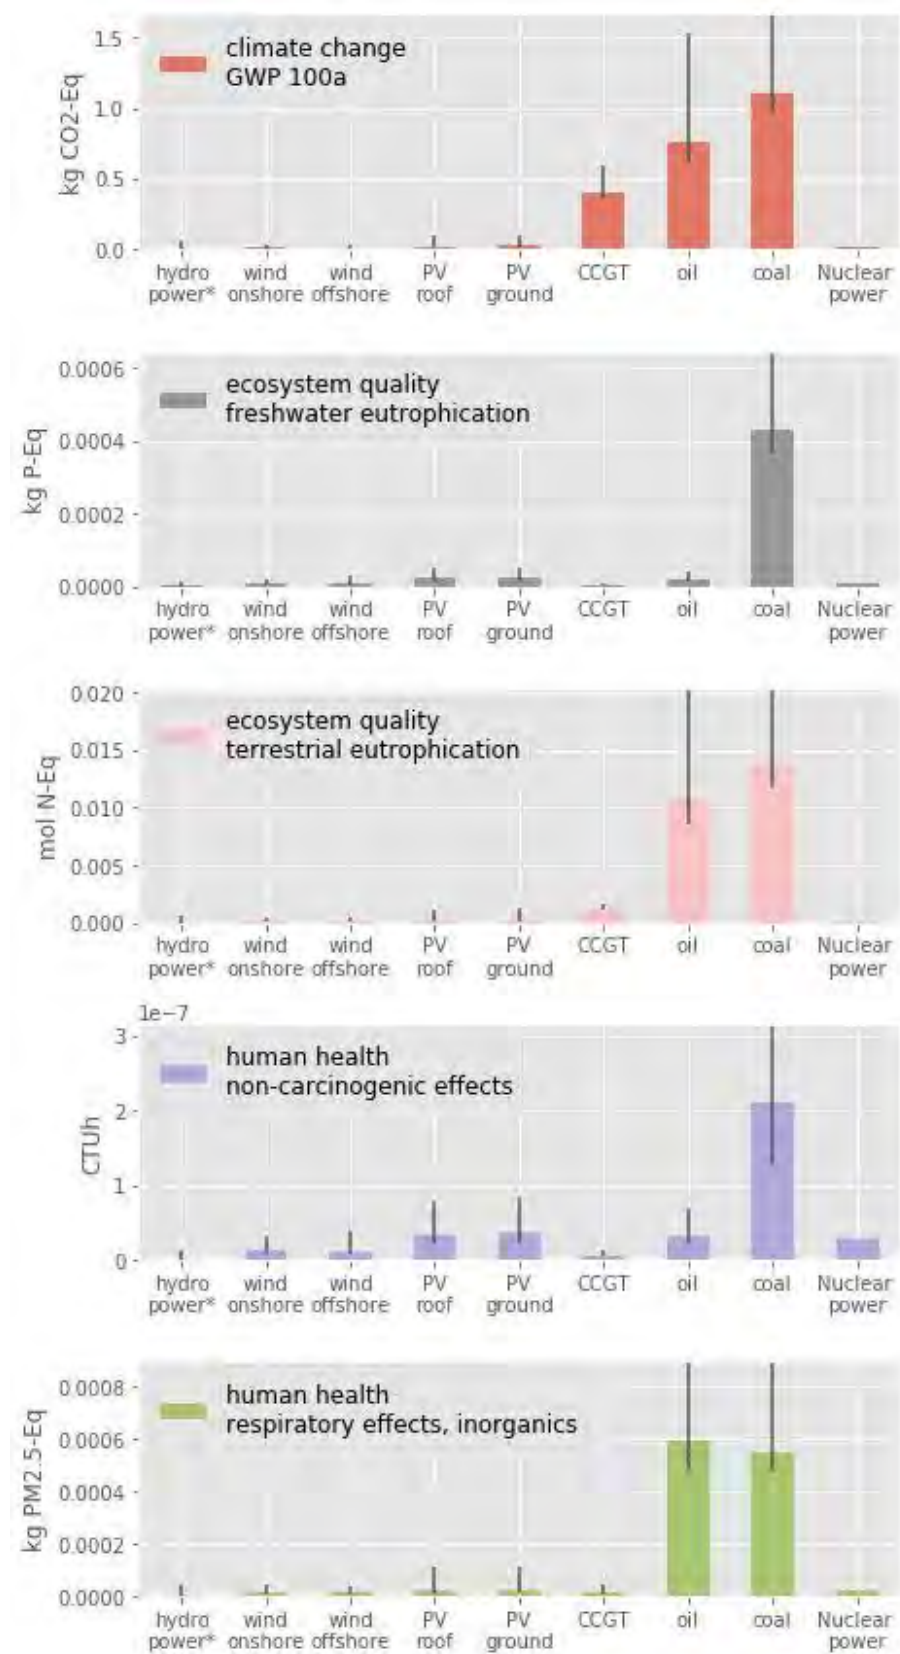 climate change
GWP 100a
kg CO2-Eq
1.5
1.0
0.5
0.0
hydro power* wind onshore wind offshore PV roof PV ground CCGT oil coal Nuclear power
ecosystem quality
freshwater eutrophication
kg P-Eq
0.0006
0.0004
0.0002
0.0000
hydro power* wind onshore wind offshore PV roof PV ground CCGT oil coal Nuclear power
ecosystem quality
terrestrial eutrophication
mol N-Eq
0.020
0.015
0.010
0.005
0.000
hydro power* wind onshore wind offshore PV roof PV ground CCGT oil coal Nuclear power
1e−7
human health
non-carcinogenic effects
CTUh
3
2
1
0
hydro power* wind onshore wind offshore PV roof PV ground CCGT oil coal Nuclear power
human health
respiratory effects, inorganics
kg PM2.5-Eq
0.0008
0.0006
0.0004
0.0002
0.0000
hydro power* wind onshore wind offshore PV roof PV ground CCGT oil coal Nuclear power